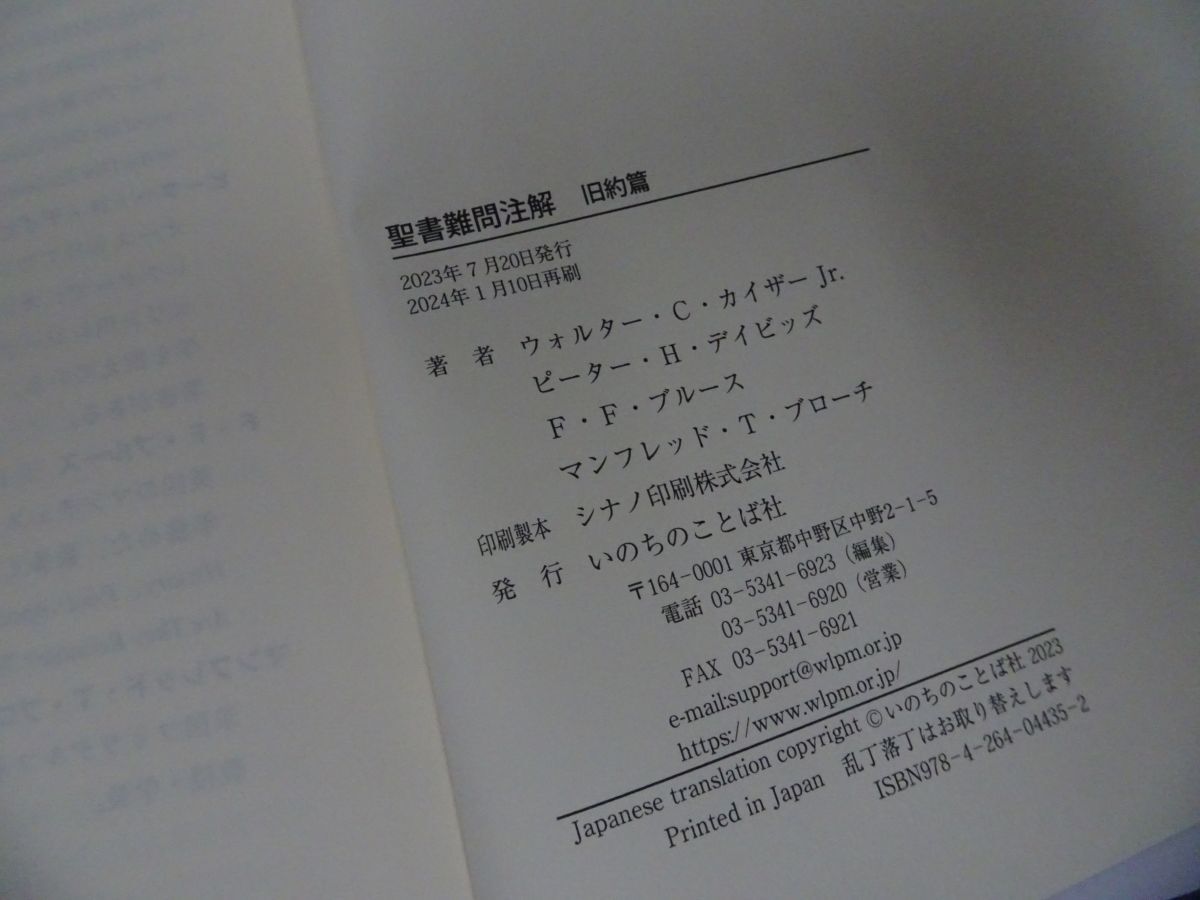 聖書難問注解　旧約篇
2023年7月20日発行
2024年1月10日再刷
著　者　ウォルター・C・カイザー Jr.
ピーター・H・デイビッズ
F・F・ブルース
マンフレッド・T・ブローチ
印刷製本　シナノ印刷株式会社
発　行　いのちのことば社
〒164-0001 東京都中野区中野2-1-5
電話 03-5341-6923（編集）
03-5341-6920（営業）
FAX 03-5341-6921
e-mail:support@wlpm.or.jp
https://www.wlpm.or.jp/
Japanese translation copyright ©いのちのことば社 2023
Printed in Japan　乱丁落丁はお取り替えします
ISBN978-4-264-04435-2